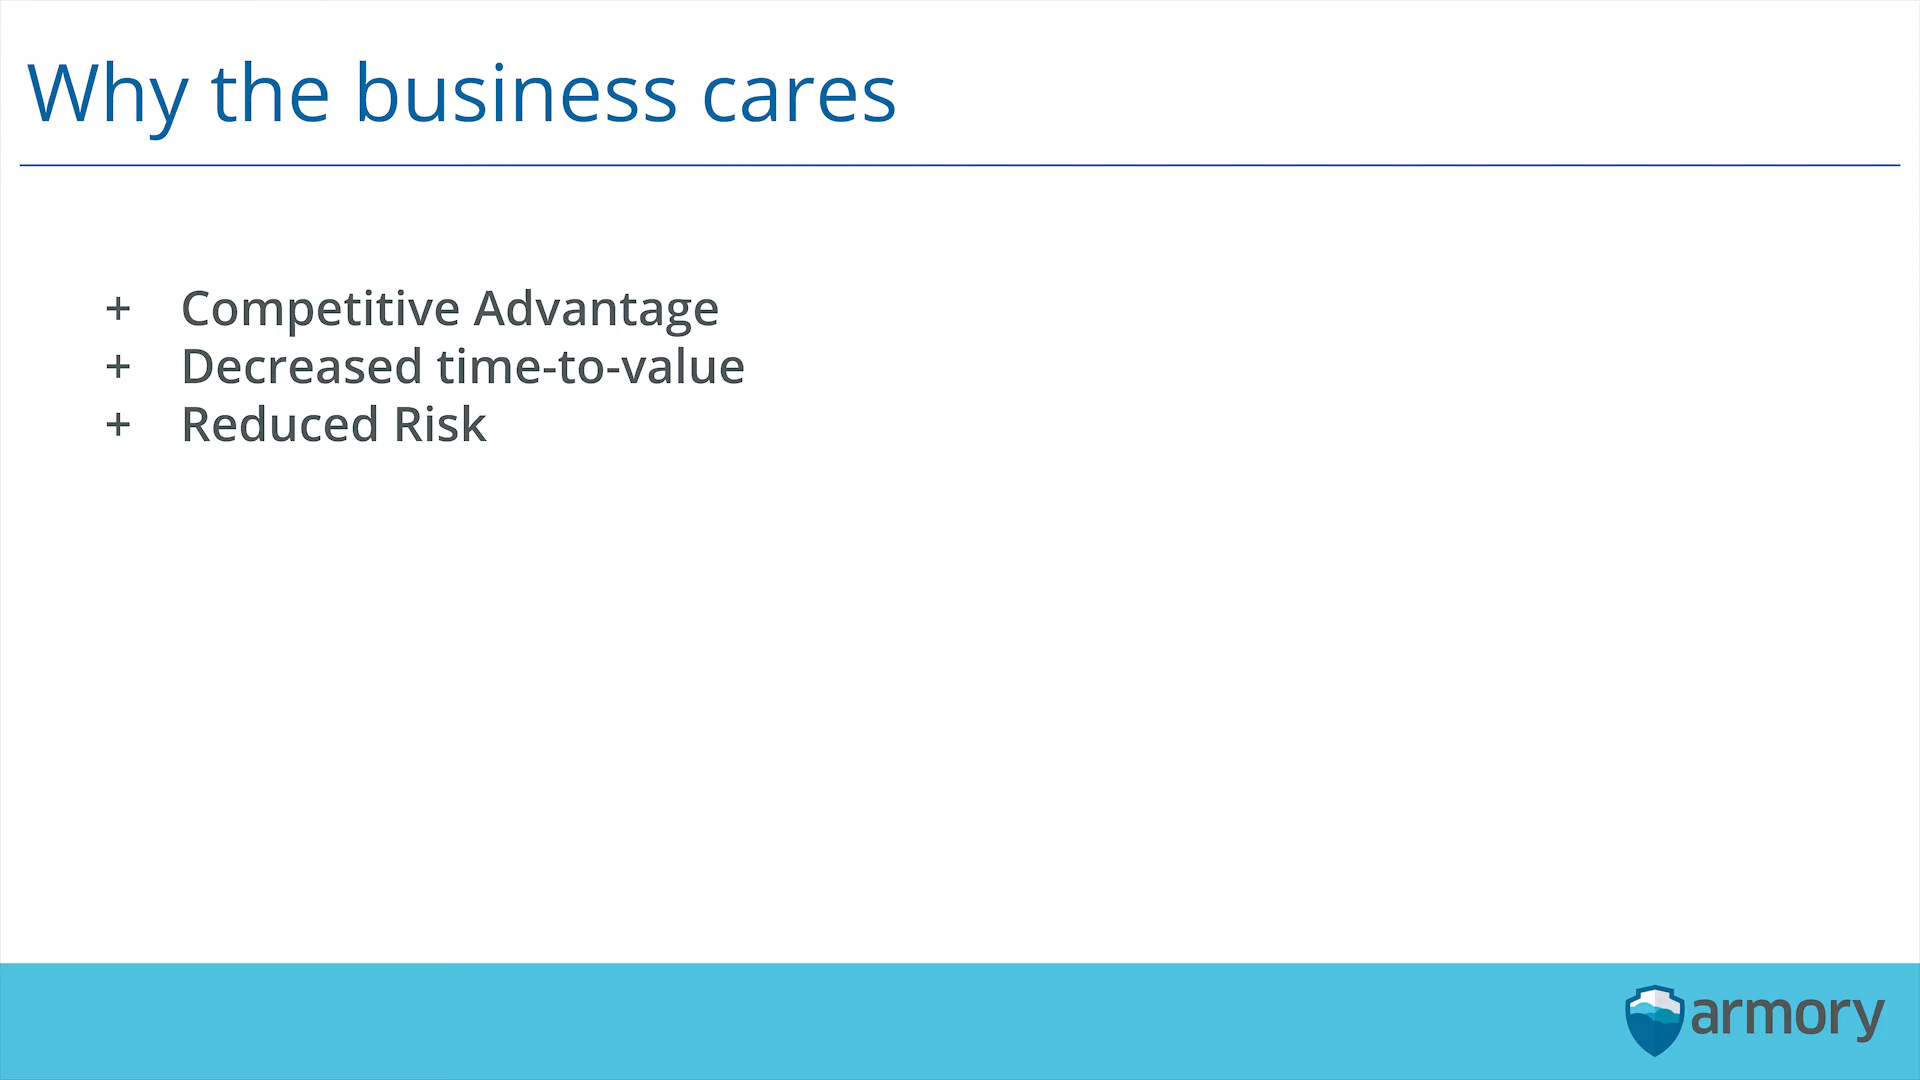 Why the business cares
+ Competitive Advantage
+ Decreased time-to-value
+ Reduced Risk
armory